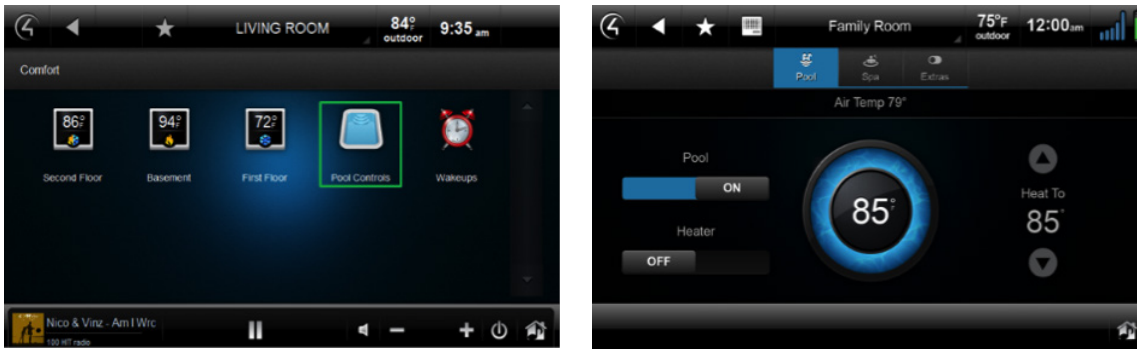 LIVING ROOM
84°F
outdoor
9:35 am
Comfort
86°F
94°F
72°F
Second Floor
Basement
First Floor
Pool Controls
Wakeups
Nico & Vinz - Am I Wrc
100 HIT radio
Family Room
75°F
outdoor
12:00am
Pool
Spa
Extras
Air Temp 79°
Pool
ON
Heater
OFF
85°F
Heat To
85°